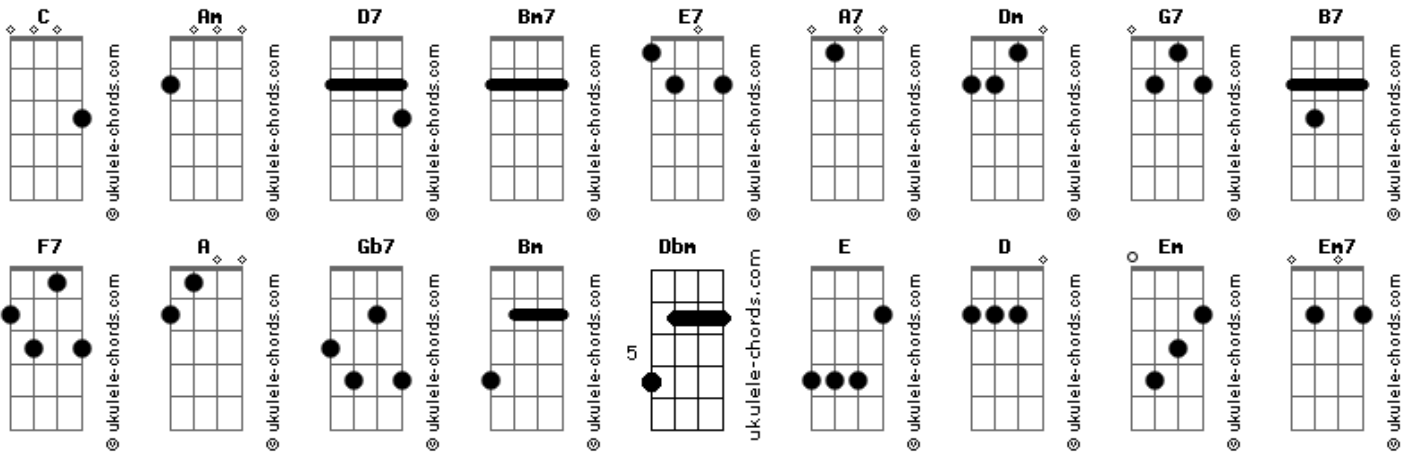 C Am D7 Bm7 E7 A7 Dm G7 B7
© ukulele-chords.com © ukulele-chords.com © ukulele-chords.com © ukulele-chords.com © ukulele-chords.com © ukulele-chords.com © ukulele-chords.com © ukulele-chords.com © ukulele-chords.com
F7 A Gb7 Bm Dbm E D Em Em7
5
© ukulele-chords.com © ukulele-chords.com © ukulele-chords.com © ukulele-chords.com ukulele-chords.com © ukulele-chords.com © ukulele-chords.com © ukulele-chords.com © ukulele-chords.com